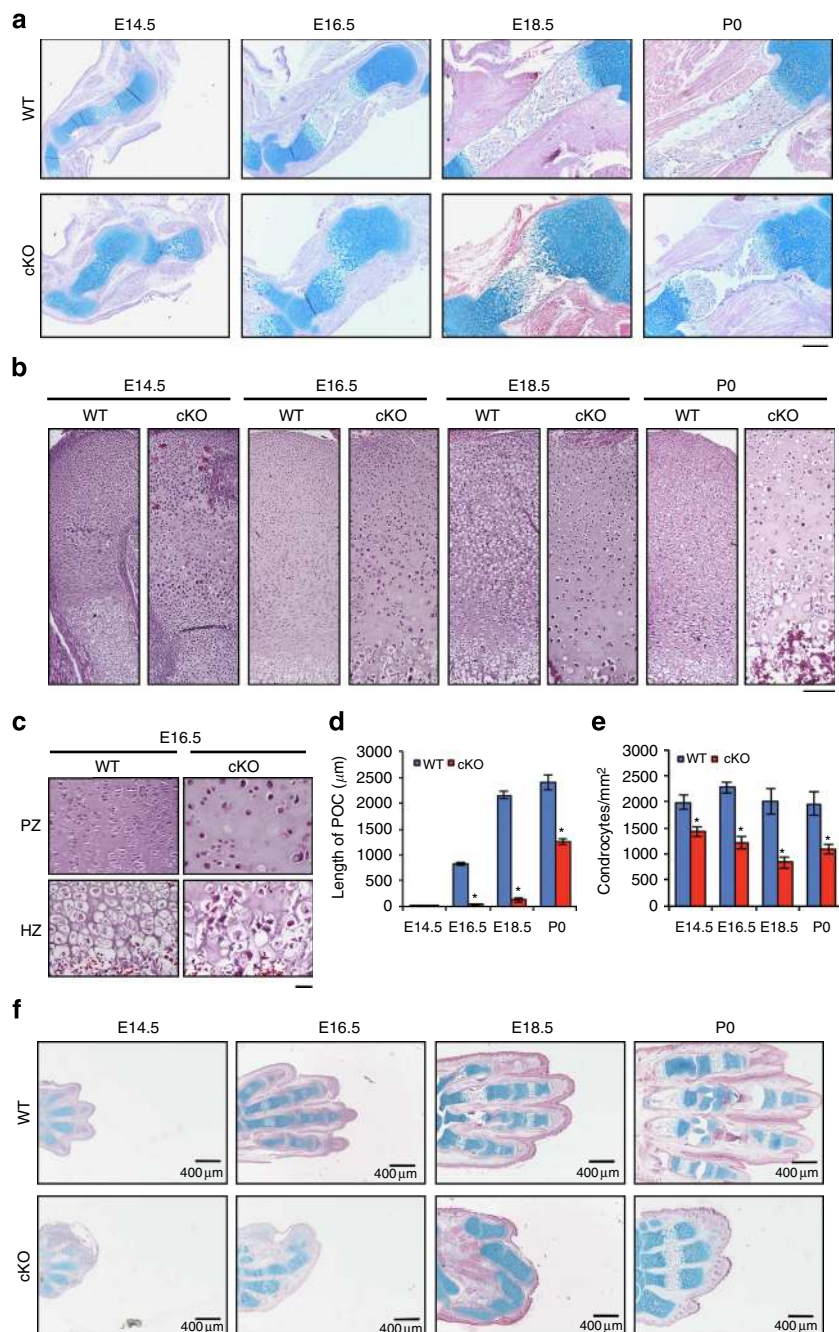 a
E14.5 E16.5 E18.5 P0
WT
cKO
b
E14.5 E16.5 E18.5 P0
WT cKO WT cKO WT cKO WT cKO
c
E16.5
WT cKO
PZ
HZ
d
3000
2500
2000
1500
1000
500
0
Length of POC (μm)
WT cKO
*
*
*
E14.5 E16.5 E18.5 P0
e
3000
2500
2000
1500
1000
500
0
Condrocytes/mm²
WT cKO
*
*
*
*
E14.5 E16.5 E18.5 P0
f
E14.5 E16.5 E18.5 P0
WT
400 μm 400 μm 400 μm 400 μm
cKO
400 μm 400 μm 400 μm 400 μm